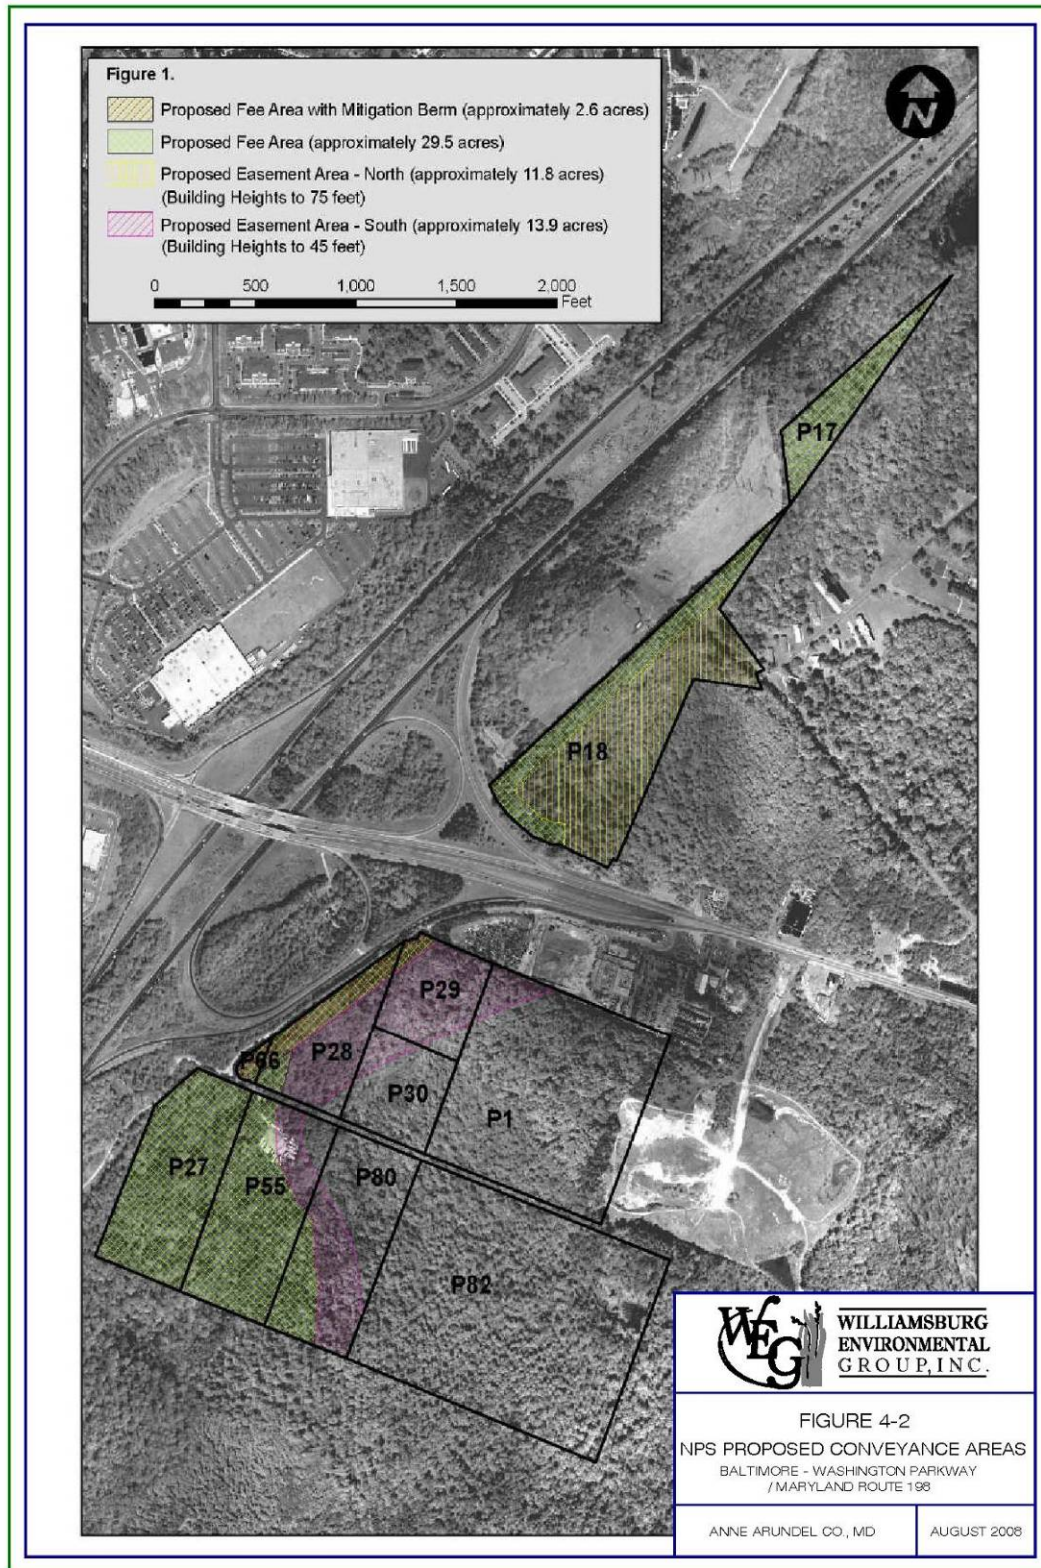 Figure 1.
Proposed Fee Area with Mitigation Berm (approximately 2.6 acres)
Proposed Fee Area (approximately 29.5 acres)
Proposed Easement Area - North (approximately 11.8 acres)
(Building Heights to 75 feet)
Proposed Easement Area - South (approximately 13.9 acres)
(Building Heights to 45 feet)
0 500 1,000 1,500 2,000
Feet
N
P17
P18
P29
P28
P66
P30
P1
P27
P55
P80
P82
WEG
WILLIAMSBURG
ENVIRONMENTAL
GROUP, INC.
FIGURE 4-2
NPS PROPOSED CONVEYANCE AREAS
BALTIMORE - WASHINGTON PARKWAY
/ MARYLAND ROUTE 198
ANNE ARUNDEL CO., MD
AUGUST 2008